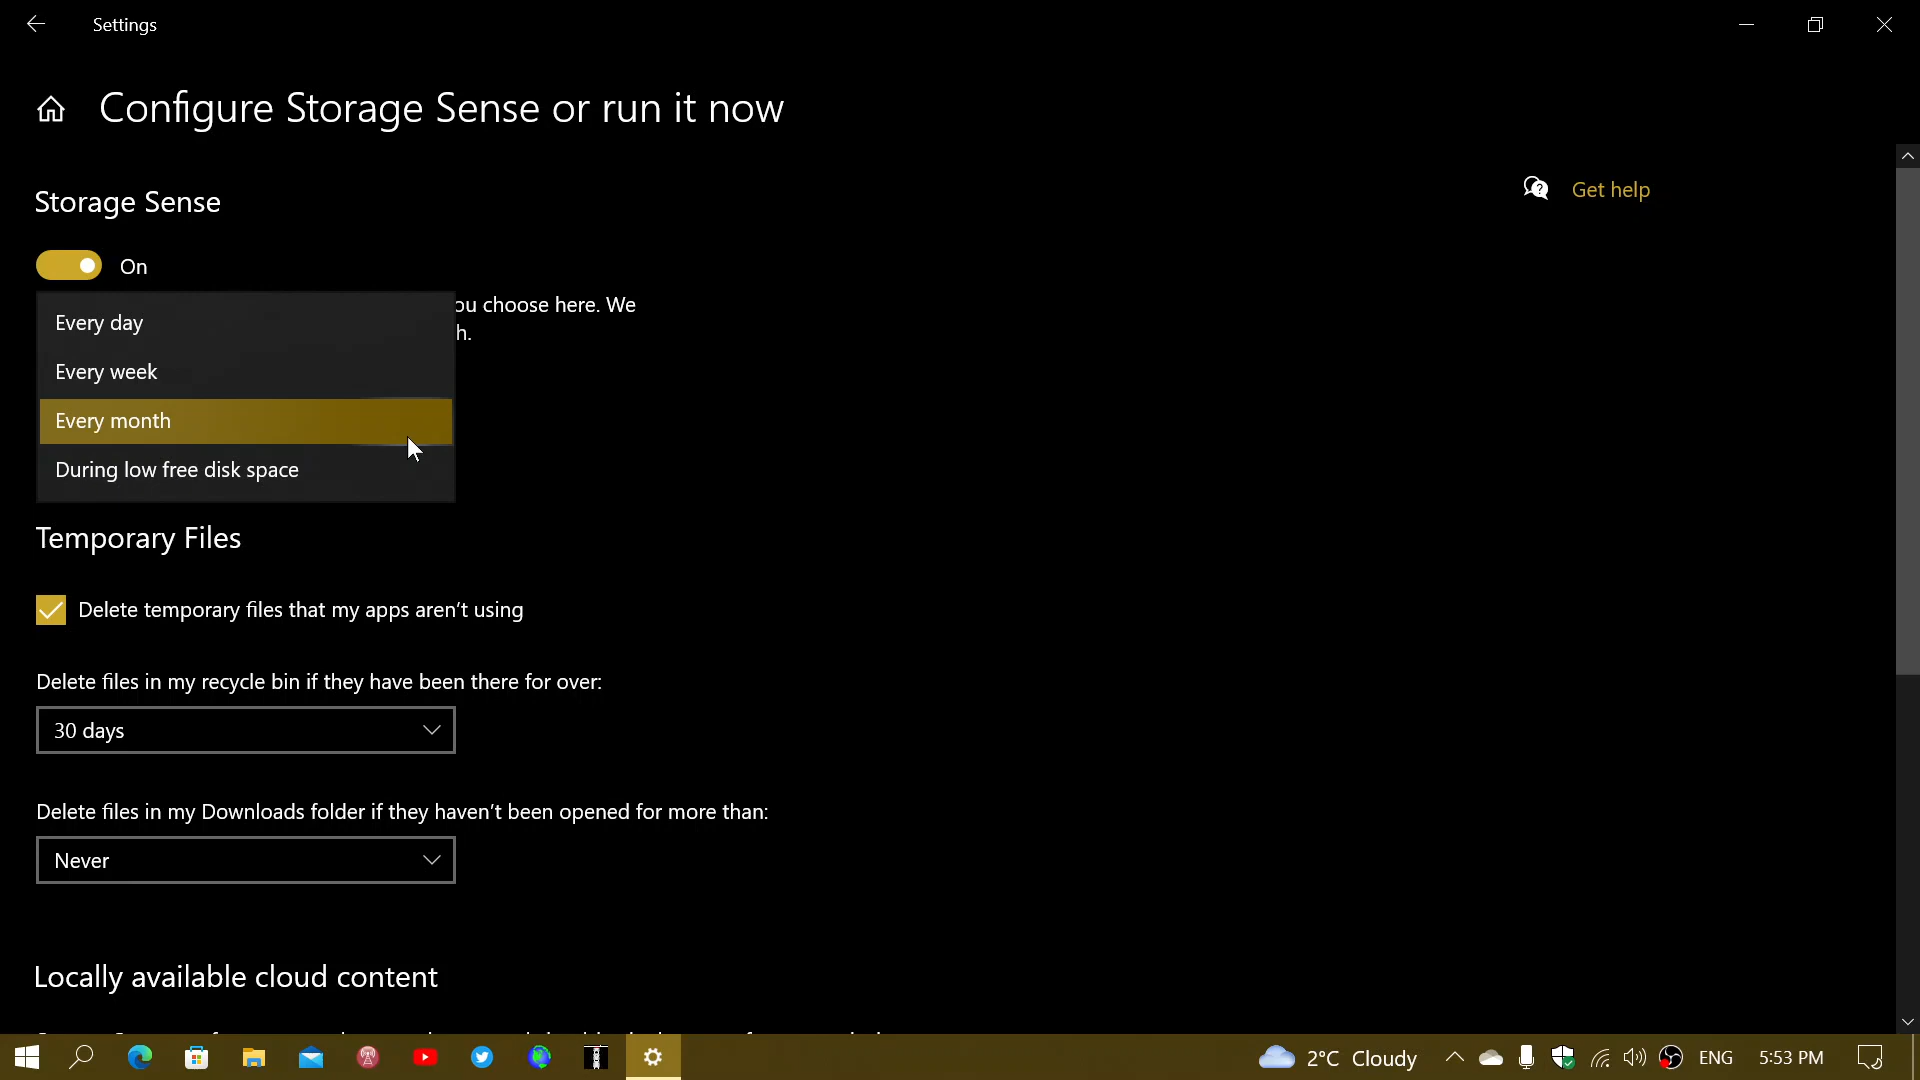 Settings
Configure Storage Sense or run it now
Storage Sense
Get help
On
ou choose here. We
h.
Every day
Every week
Every month
During low free disk space
Temporary Files
Delete temporary files that my apps aren't using
Delete files in my recycle bin if they have been there for over:
30 days
Delete files in my Downloads folder if they haven't been opened for more than:
Never
Locally available cloud content
2°C Cloudy
ENG
5:53 PM